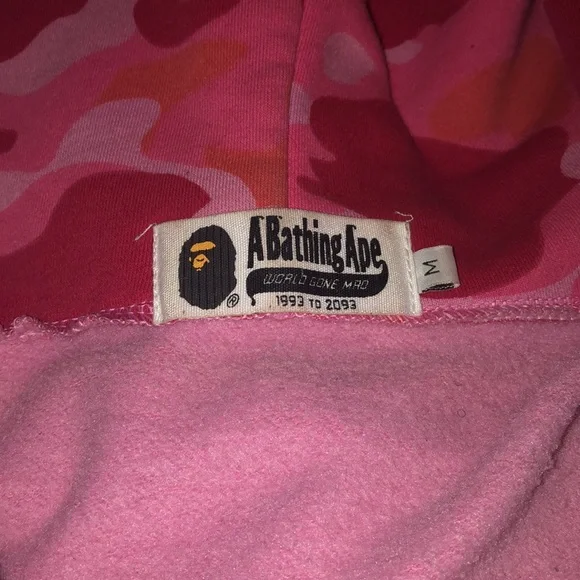 A Bathing Ape
WORLD GONE MAD
1993 TO 2093
M